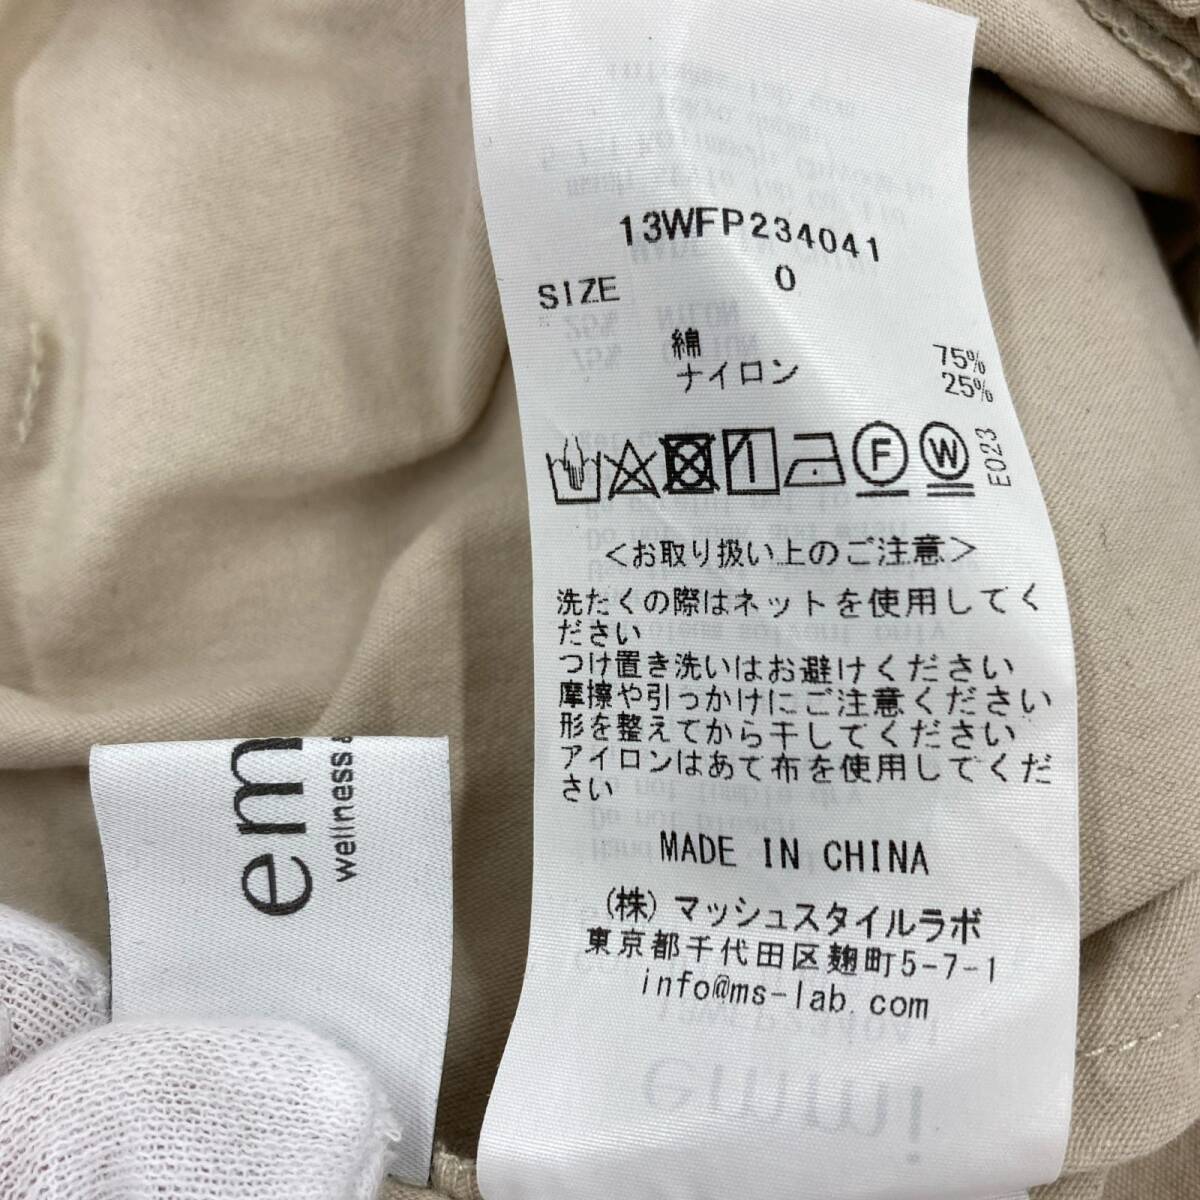 13WFP234041
SIZE 0
綿 75%
ナイロン 25%
F W E023
＜お取り扱い上のご注意＞
洗たくの際はネットを使用してく
ださい
つけ置き洗いはお避けください
摩擦や引っかけにご注意ください
形を整えてから干してください
アイロンはあて布を使用してくだ
さい
MADE IN CHINA
(株) マッシュスタイルラボ
東京都千代田区麹町5-7-1
info@ms-lab.com
em
wellness
emmi